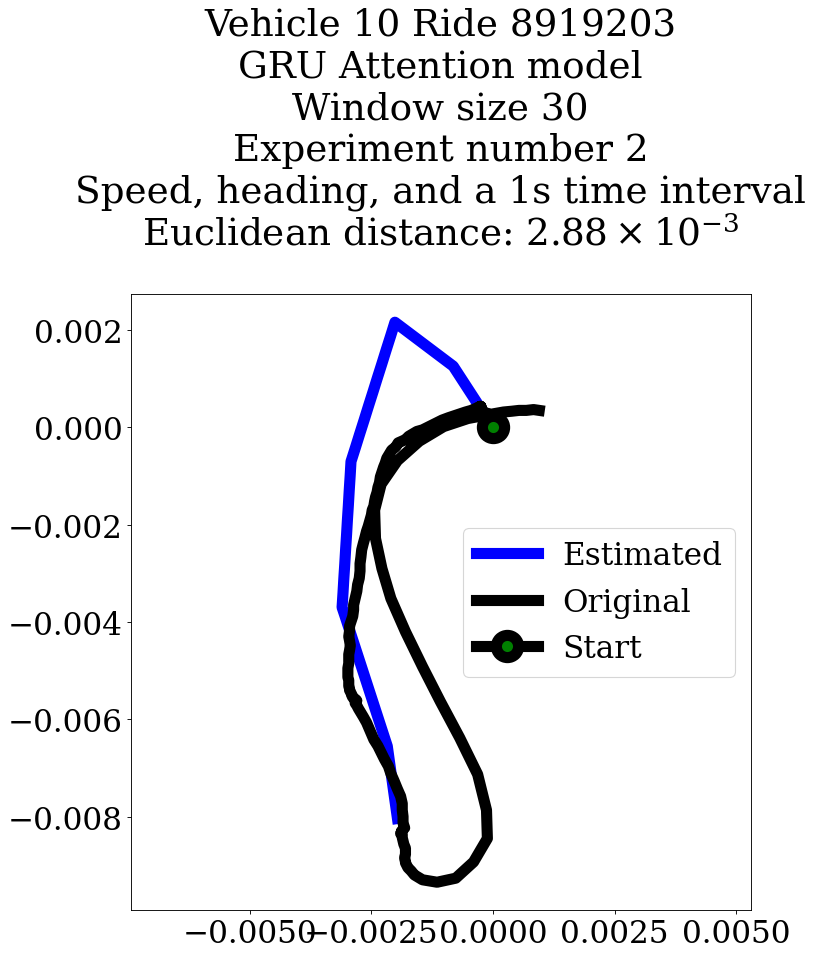 Vehicle 10 Ride 8919203
GRU Attention model
Window size 30
Experiment number 2
Speed, heading, and a 1s time interval
Euclidean distance: 2.88 × 10⁻³
0.002
0.000
−0.002
−0.004
−0.006
−0.008
Estimated
Original
Start
−0.0050 −0.0025 0.0000 0.0025 0.0050